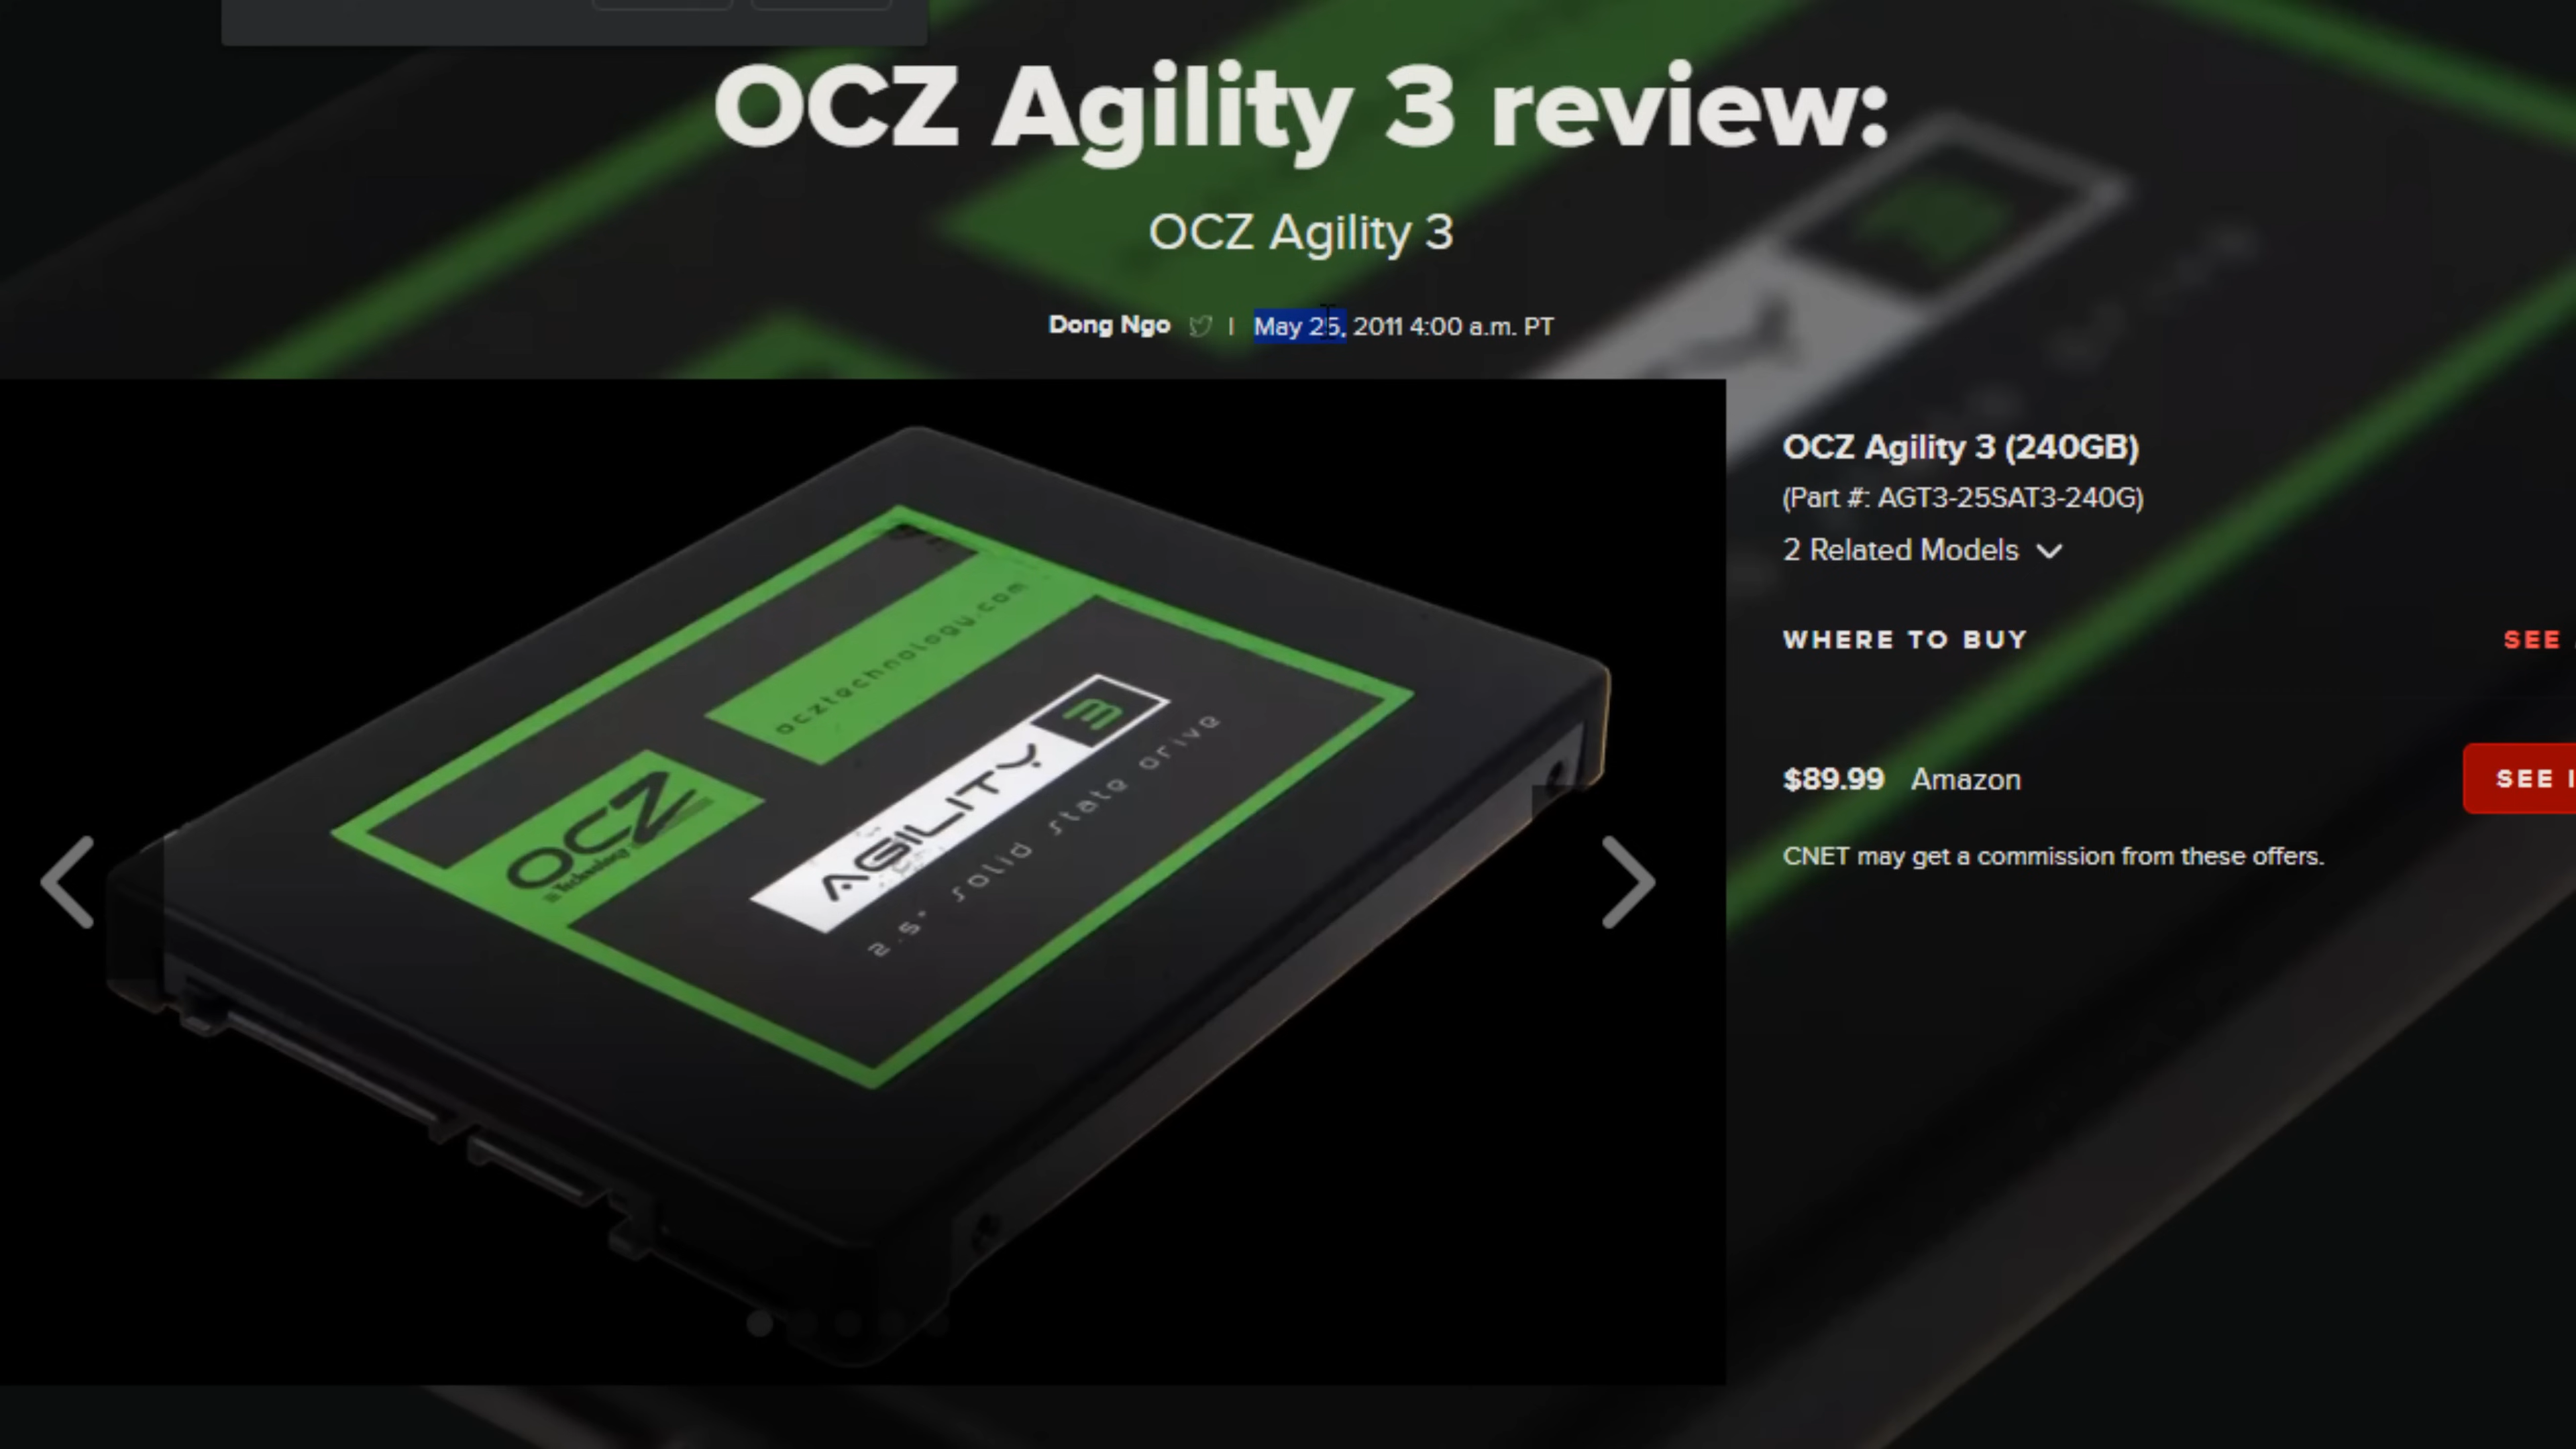 OCZ Agility 3 review:
OCZ Agility 3
Dong Ngo | May 25, 2011 4:00 a.m. PT
ocztechnology.com
OCZ
Technology
AGILITY 3
2.5" solid state drive
OCZ Agility 3 (240GB)
(Part #: AGT3-25SAT3-240G)
2 Related Models
WHERE TO BUY
SEE
$89.99 Amazon
SEE
CNET may get a commission from these offers.